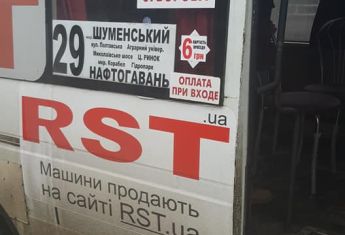 29
ШУМЕНСЬКИЙ
вул. Полтавська Аграрний універ.
Миколаївське шосе Ц. РИНОК
мкр. Корабел Гідропарк
НАФТОГАВАНЬ
6 грн
ОПЛАТА
ПРИ ВХОДЕ
RST.ua
Машини продають
на сайті RST.ua